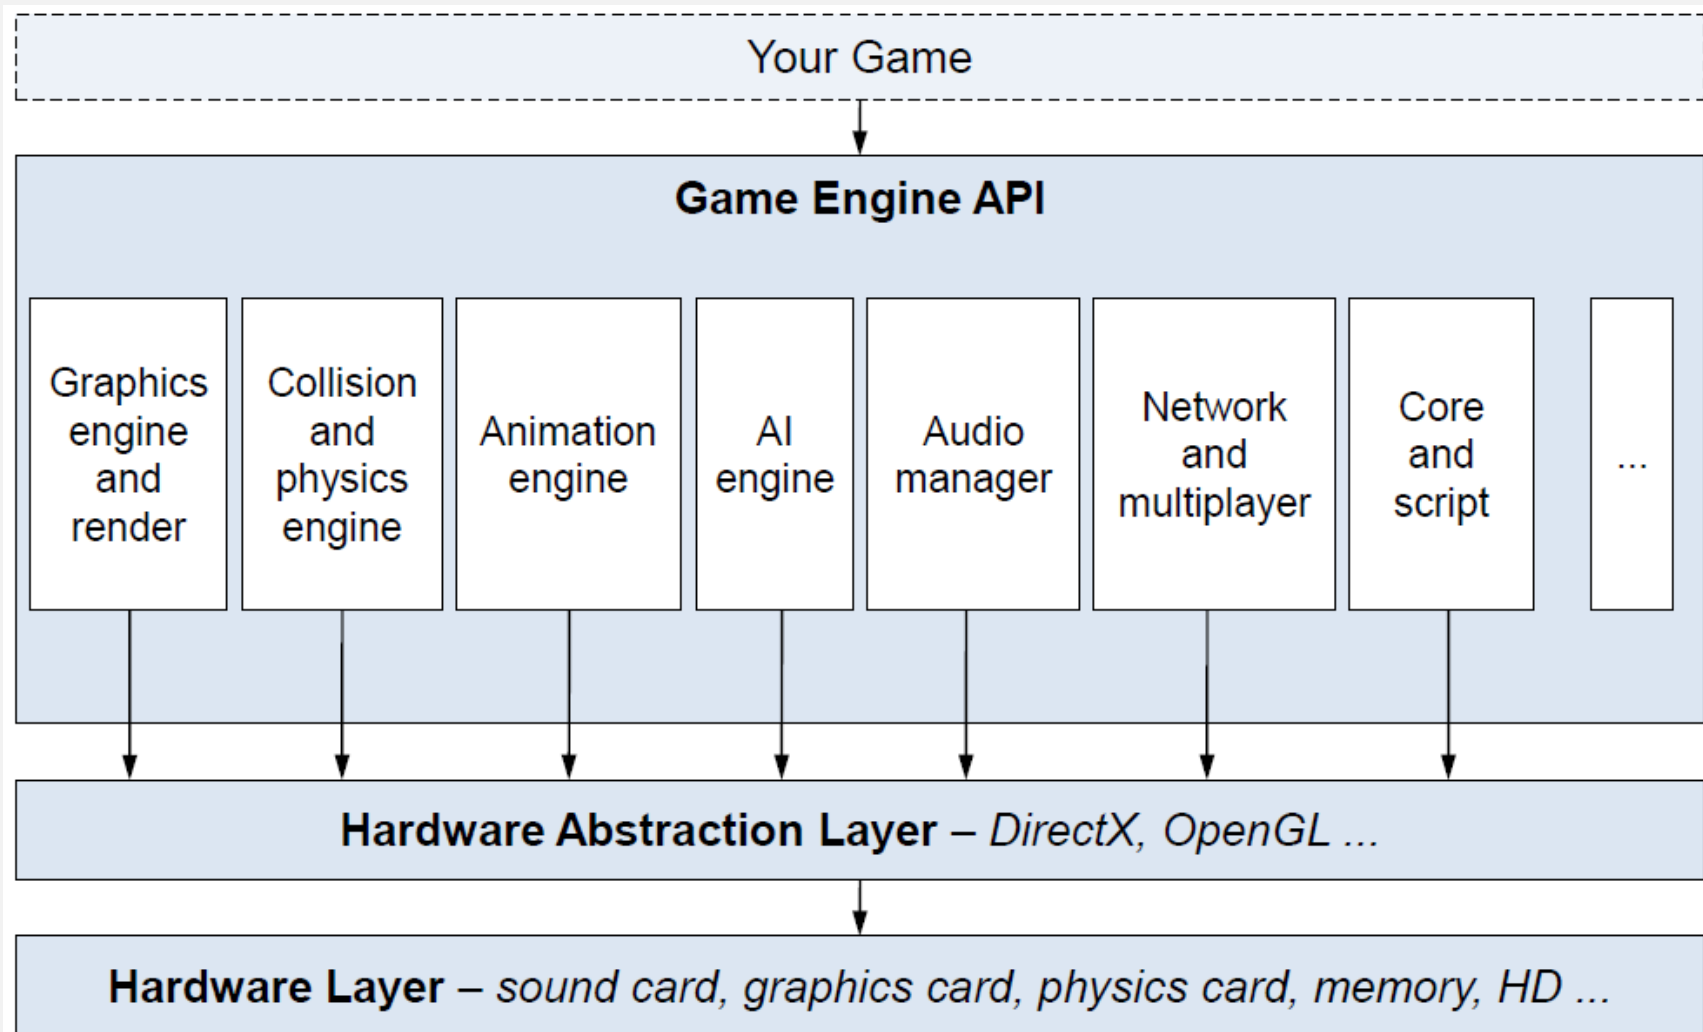 Your Game
Game Engine API
Graphics
engine
and
render
Collision
and
physics
engine
Animation
engine
AI
engine
Audio
manager
Network
and
multiplayer
Core
and
script
...
Hardware Abstraction Layer – DirectX, OpenGL ...
Hardware Layer – sound card, graphics card, physics card, memory, HD ...